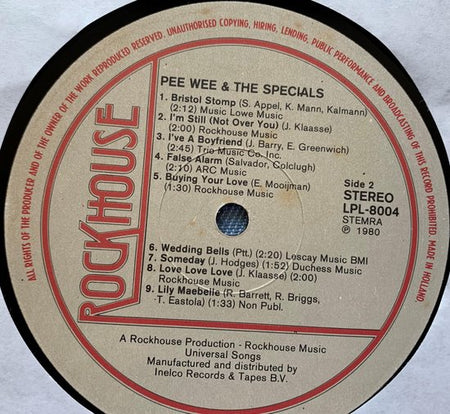 ALL RIGHTS OF THE PRODUCER AND OF THE OWNER OF THE WORK REPRODUCED RESERVED. UNAUTHORISED COPYING, HIRING, LENDING, PUBLIC PERFORMANCE AND BROADCASTING OF THIS RECORD PROHIBITED. MADE IN HOLLAND.
ROCKHOUSE
PEE WEE & THE SPECIALS
1. Bristol Stomp (S. Appel, K. Mann, Kalmann)
(2:12) Music Lowe Music
2. I'm Still (Not Over You) (J. Klaasse)
(2:00) Rockhouse Music
3. I've A Boyfriend (J. Barry, E. Greenwich)
(2:45) Trio Music Co. Inc.
4. False Alarm (Salvador, Colclugh)
(2:10) ARC Music
5. Buying Your Love (E. Mooijman)
(1:30) Rockhouse Music
Side 2
STEREO
LPL-8004
STEMRA
℗ 1980
6. Wedding Bells (Ptt.) (2:20) Lescay Music BMI
7. Someday (J. Hodges) (1:52) Duchess Music
8. Love Love Love (J. Klaasse) (2:00)
Rockhouse Music
9. Lily Maebelle (R. Barrett, R. Briggs,
T. Eastola) (1:33) Non Publ.
A Rockhouse Production - Rockhouse Music
Universal Songs
Manufactured and distributed by
Inelco Records & Tapes B.V.